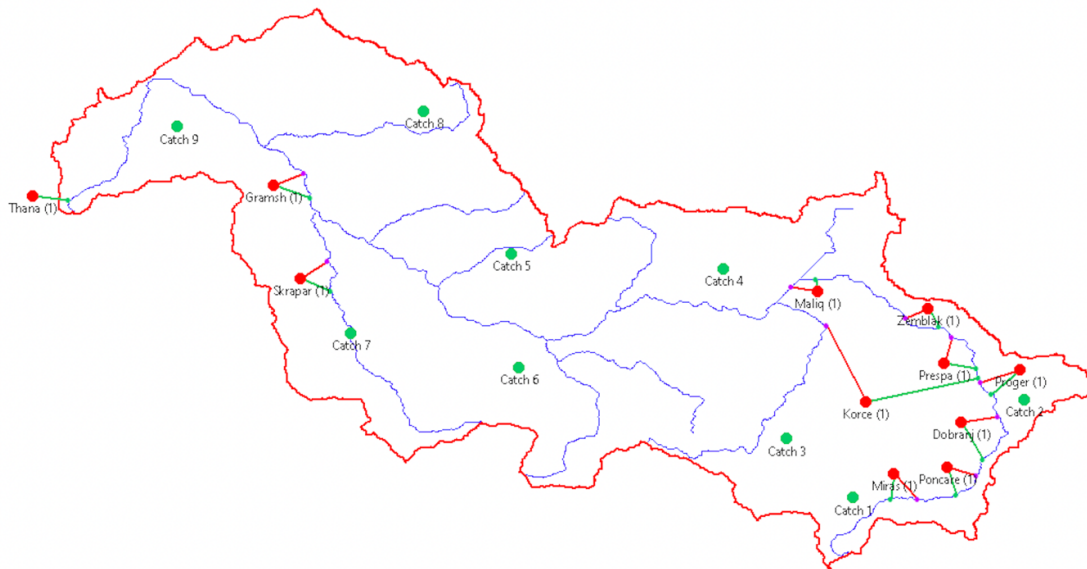 Catch 8
Catch 9
Gramsh (1)
Thana (1)
Catch 5
Catch 4
Skrapar (1)
Maliq (1)
Zemblak (1)
Catch 7
Prespa (1)
Catch 6
Proger (1)
Korce (1)
Catch 2
Dobranj (1)
Catch 3
Poncare (1)
Miras (1)
Catch 1